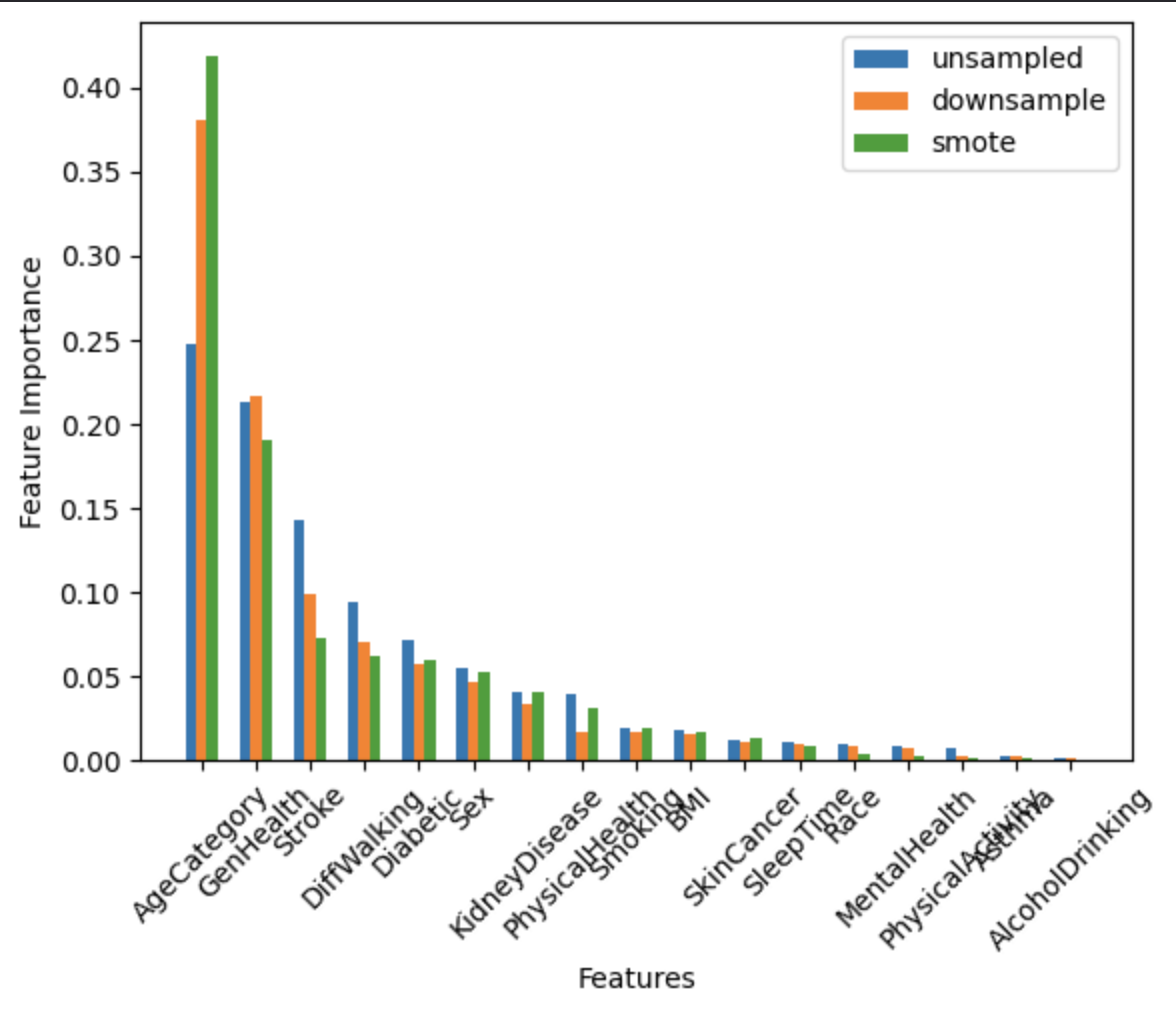 unsampled
downsample
smote
0.40
0.35
0.30
0.25
0.20
0.15
0.10
0.05
0.00
Feature Importance
AgeCategory
GenHealth
Stroke
DiffWalking
Diabetic
Sex
KidneyDisease
PhysicalHealth
Smoking
BMI
SkinCancer
SleepTime
Race
MentalHealth
PhysicalActivity
Asthma
AlcoholDrinking
Features